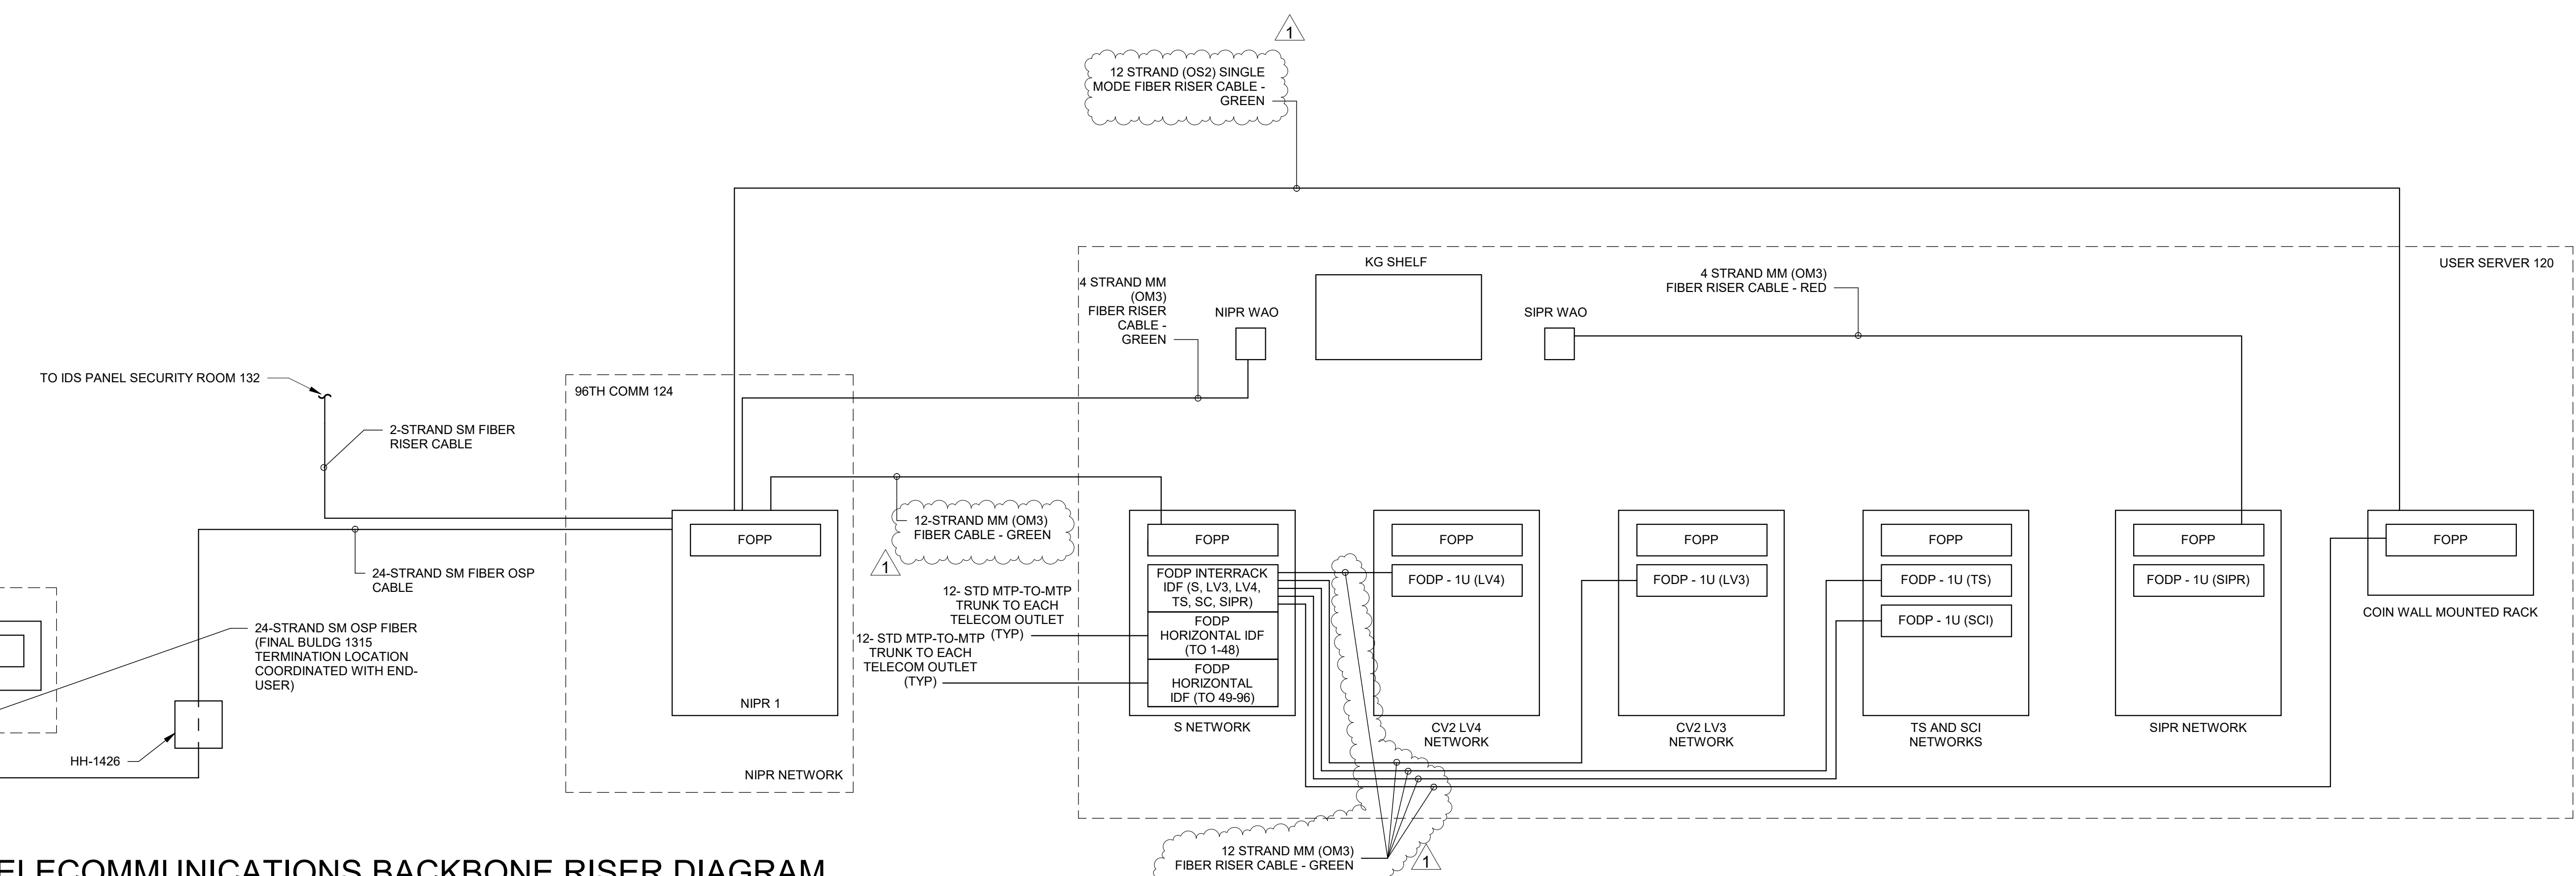 1
12 STRAND (OS2) SINGLE
MODE FIBER RISER CABLE -
GREEN
USER SERVER 120
KG SHELF
4 STRAND MM
(OM3)
FIBER RISER
CABLE -
GREEN
NIPR WAO
SIPR WAO
4 STRAND MM (OM3)
FIBER RISER CABLE - RED
TO IDS PANEL SECURITY ROOM 132
2-STRAND SM FIBER
RISER CABLE
96TH COMM 124
FOPP
NIPR 1
NIPR NETWORK
24-STRAND SM FIBER OSP
CABLE
24-STRAND SM OSP FIBER
(FINAL BULDG 1315
TERMINATION LOCATION
COORDINATED WITH END-
USER)
HH-1426
12-STRAND MM (OM3)
FIBER CABLE - GREEN
1
12- STD MTP-TO-MTP
TRUNK TO EACH
TELECOM OUTLET
(TYP)
12- STD MTP-TO-MTP
TRUNK TO EACH
TELECOM OUTLET
(TYP)
FOPP
FODP INTERRACK
IDF (S, LV3, LV4,
TS, SC, SIPR)
FODP
HORIZONTAL IDF
(TO 1-48)
FODP
HORIZONTAL
IDF (TO 49-96)
S NETWORK
FOPP
FODP - 1U (LV4)
CV2 LV4
NETWORK
FOPP
FODP - 1U (LV3)
CV2 LV3
NETWORK
FOPP
FODP - 1U (TS)
FODP - 1U (SCI)
TS AND SCI
NETWORKS
FOPP
FODP - 1U (SIPR)
SIPR NETWORK
FOPP
COIN WALL MOUNTED RACK
12 STRAND MM (OM3)
FIBER RISER CABLE - GREEN
1
ELECOMMUNICATIONS BACKBONE RISER DIAGRAM